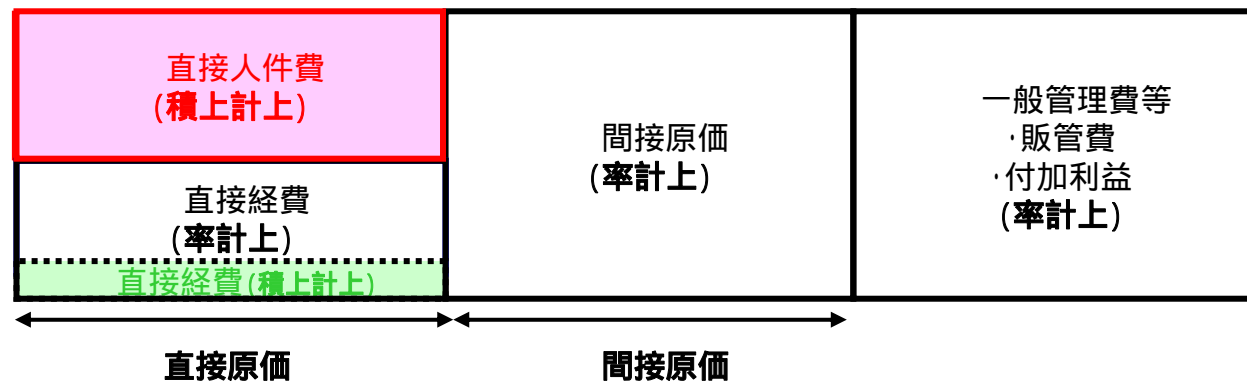 直接人件費
(積上計上)
直接経費
(率計上)
直接経費(積上計上)
間接原価
(率計上)
一般管理費等
・販管費
・付加利益
(率計上)
直接原価
間接原価